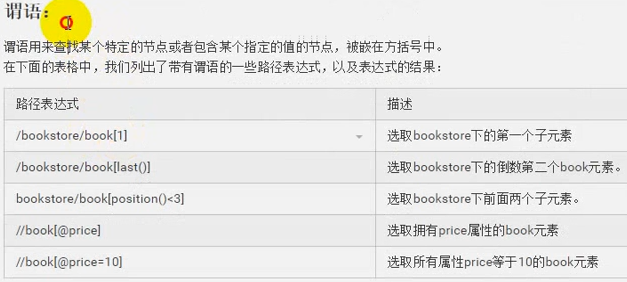 谓语：
谓语用来查找某个特定的节点或者包含某个指定的值的节点，被嵌在方括号中。
在下面的表格中，我们列出了带有谓语的一些路径表达式，以及表达式的结果：
路径表达式 描述
/bookstore/book[1] 选取bookstore下的第一个子元素
/bookstore/book[last()] 选取bookstore下的倒数第二个book元素。
bookstore/book[position()<3] 选取bookstore下前面两个子元素。
//book[@price] 选取拥有price属性的book元素
//book[@price=10] 选取所有属性price等于10的book元素